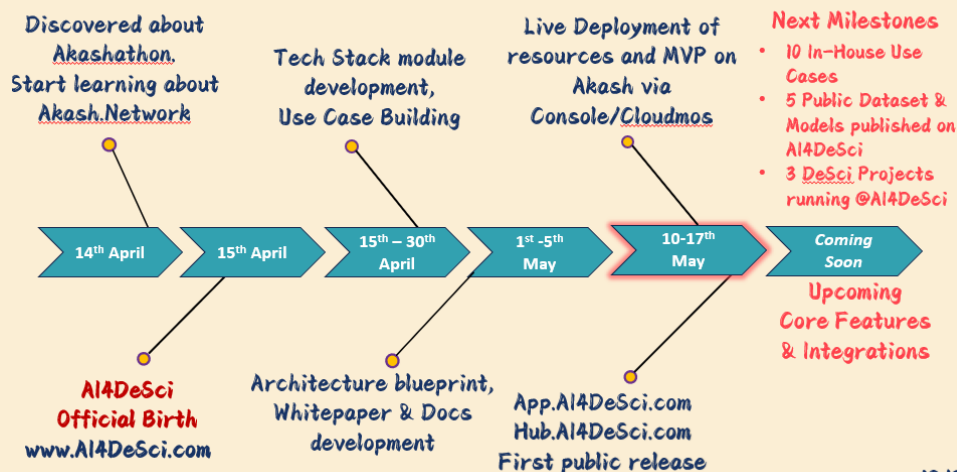 Discovered about
Akashathon.
Start learning about
Akash.Network
Tech Stack module
development,
Use Case Building
Live Deployment of
resources and MVP on
Akash via
Console/Cloudmos
Next Milestones
• 10 In-House Use
Cases
• 5 Public Dataset &
Models published on
AI4DeSci
• 3 DeSci Projects
running @AI4DeSci
14th April
15th April
15th – 30th
April
1st -5th
May
10-17th
May
Coming
Soon
AI4DeSci
Official Birth
www.AI4DeSci.com
Architecture blueprint,
Whitepaper & Docs
development
App.AI4DeSci.com
Hub.AI4DeSci.com
First public release
Upcoming
Core Features
& Integrations